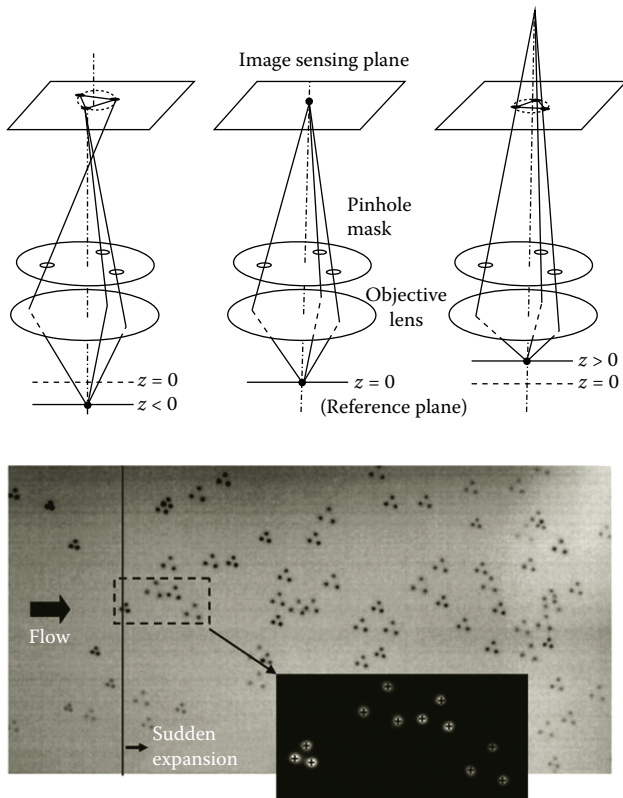 Image sensing plane
Pinhole
mask
Objective
lens
z = 0
z < 0
z = 0
(Reference plane)
z > 0
z = 0
Flow
Sudden
expansion